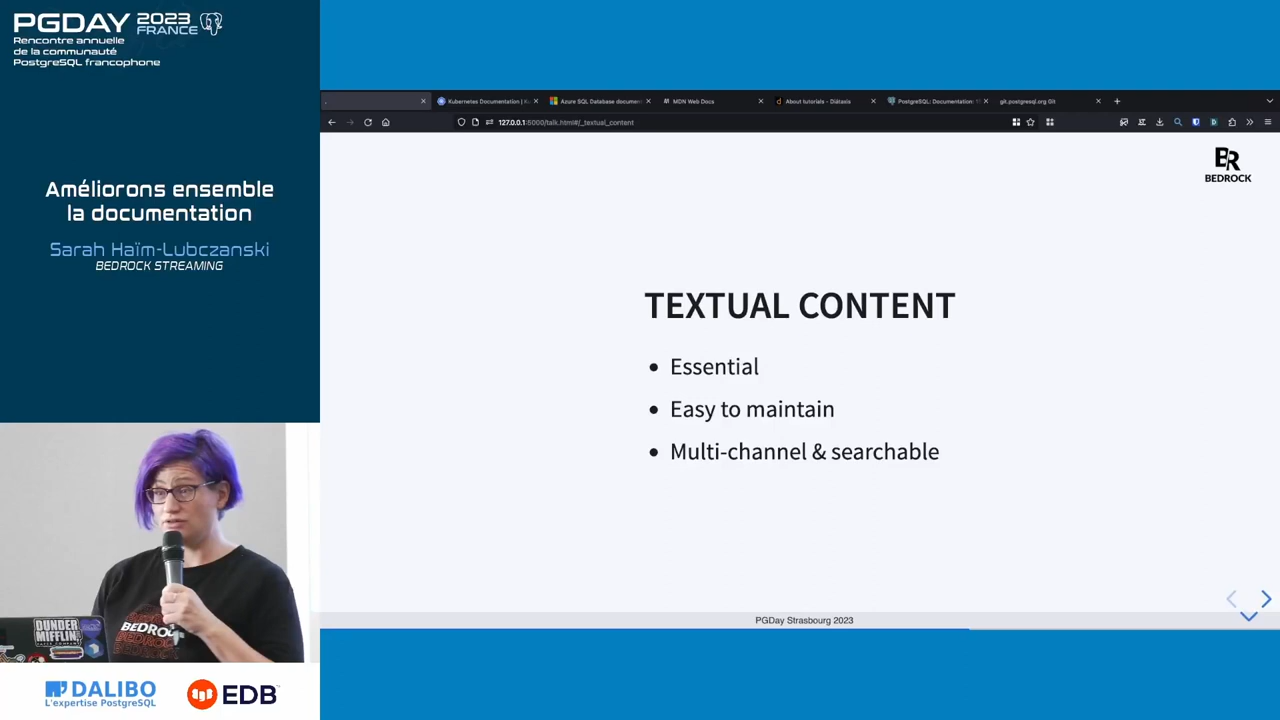 PGDAY 2023 FRANCE
Rencontre annuelle
de la communauté
PostgreSQL francophone
Améliorons ensemble
la documentation
Sarah Haïm-Lubczanski
BEDROCK STREAMING
Kubernetes Documentation | K
Azure SQL Database documen
MDN Web Docs
About tutorials - Diátaxis
PostgreSQL: Documentation:
git.postgresql.org Git
127.0.0.1:8000/talk.html#/_textual_content
BR
BEDROCK
TEXTUAL CONTENT
• Essential
• Easy to maintain
• Multi-channel & searchable
PGDay Strasbourg 2023
DUNDER
MIFFLIN
BEDROCK
BEDROCK
DALIBO
L'expertise PostgreSQL
EDB